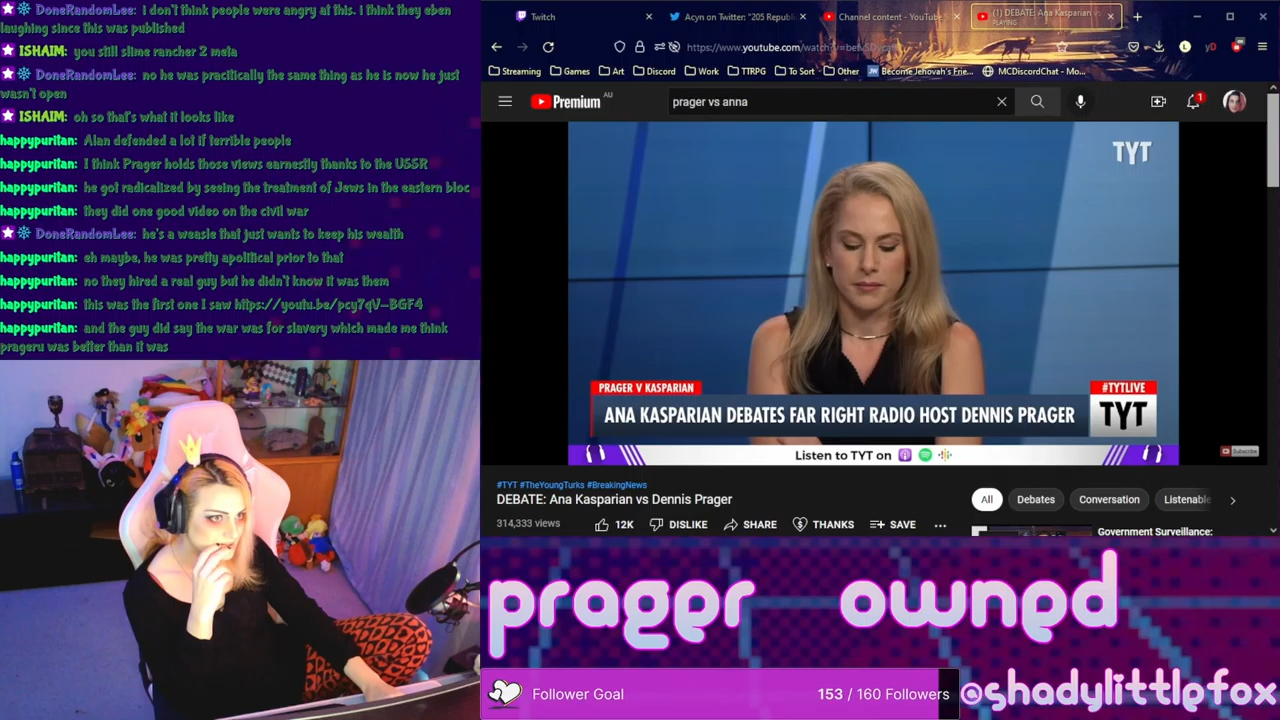 DoneRandomLee: I don't think people were angry at this. i think they eben
laughing since this was published
ISHAIM: you still slime rancher 2 meta
DoneRandomLee: no he was pracitically the same thing as he is now he just
wasn't open
ISHAIM: oh so that's what it looks like
happypuritan: Alan defended a lot if terrible people
happypuritan: I think Prager holds those views earnestly thanks to the USSR
happypuritan: he got radicalized by seeing the treatment of Jews in the eastern bloc
happypuritan: they did one good video on the civil war
DoneRandomLee: he's a weasle that just wants to keep his wealth
happypuritan: eh maybe, he was pretty apolitical prior to that
happypuritan: no they hired a real guy but he didn't know it was them
happypuritan: this was the first one I saw https://youtu.be/pcy7qV-BGF4
happypuritan: and the guy did say the war was for slavery which made me think
prageru was better than it was
Twitch
Acyn on Twitter: "205 Republi
Channel content - YouTube S
(1) DEBATE: Ana Kasparian vs
PLAYING
https://www.youtube.com/watch?v=
Streaming
Games
Art
Discord
Work
TTRPG
To Sort
Other
Become Jehovah's Frie...
MCDiscordChat - Mo...
Premium AU
prager vs anna
1
TYT
PRAGER V KASPARIAN
#TYTLIVE
ANA KASPARIAN DEBATES FAR RIGHT RADIO HOST DENNIS PRAGER
TYT
Listen to TYT on
Subscribe
#TYT #TheYoungTurks #BreakingNews
DEBATE: Ana Kasparian vs Dennis Prager
314,333 views
12K
DISLIKE
SHARE
THANKS
SAVE
All
Debates
Conversation
Listenable
Government Surveillance:
prager owned
Follower Goal
153 / 160 Followers
@shadylittlefox